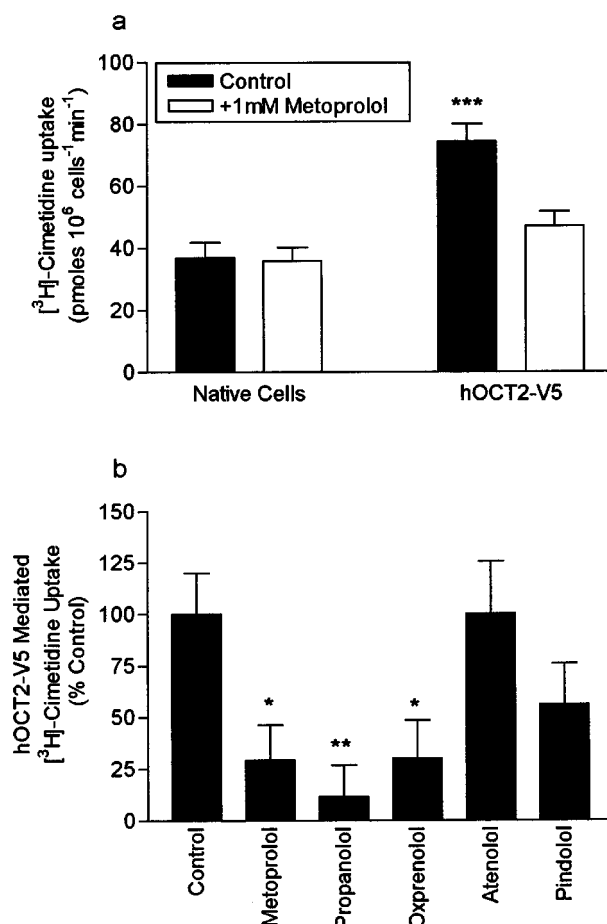 a
100
80
60
40
20
0
[³H]-Cimetidine uptake
(pmoles 10⁶ cells⁻¹min⁻¹)
Control
+1mM Metoprolol
***
Native Cells
hOCT2-V5
b
150
125
100
75
50
25
0
hOCT2-V5 Mediated
[³H]-Cimetidine Uptake
(% Control)
*
**
*
Control
Metoprolol
Propanolol
Oxprenolol
Atenolol
Pindolol